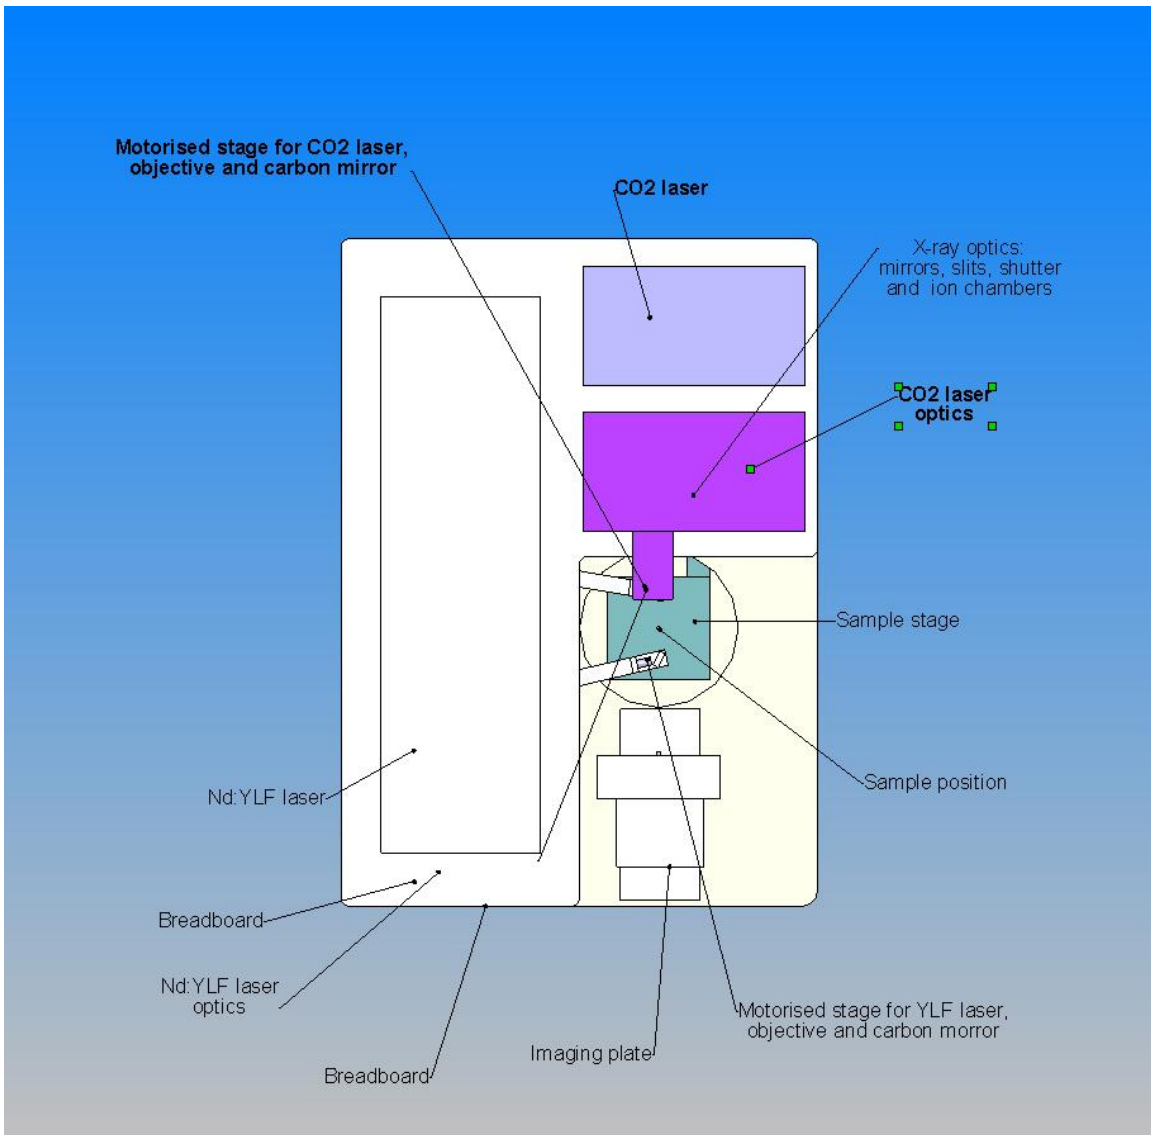 Motorised stage for CO2 laser,
objective and carbon mirror
CO2 laser
X-ray optics:
mirrors, slits, shutter
and ion chambers
CO2 laser
optics
Sample stage
Sample position
Nd:YLF laser
Breadboard
Nd:YLF laser
optics
Motorised stage for YLF laser,
objective and carbon morror
Imaging plate
Breadboard